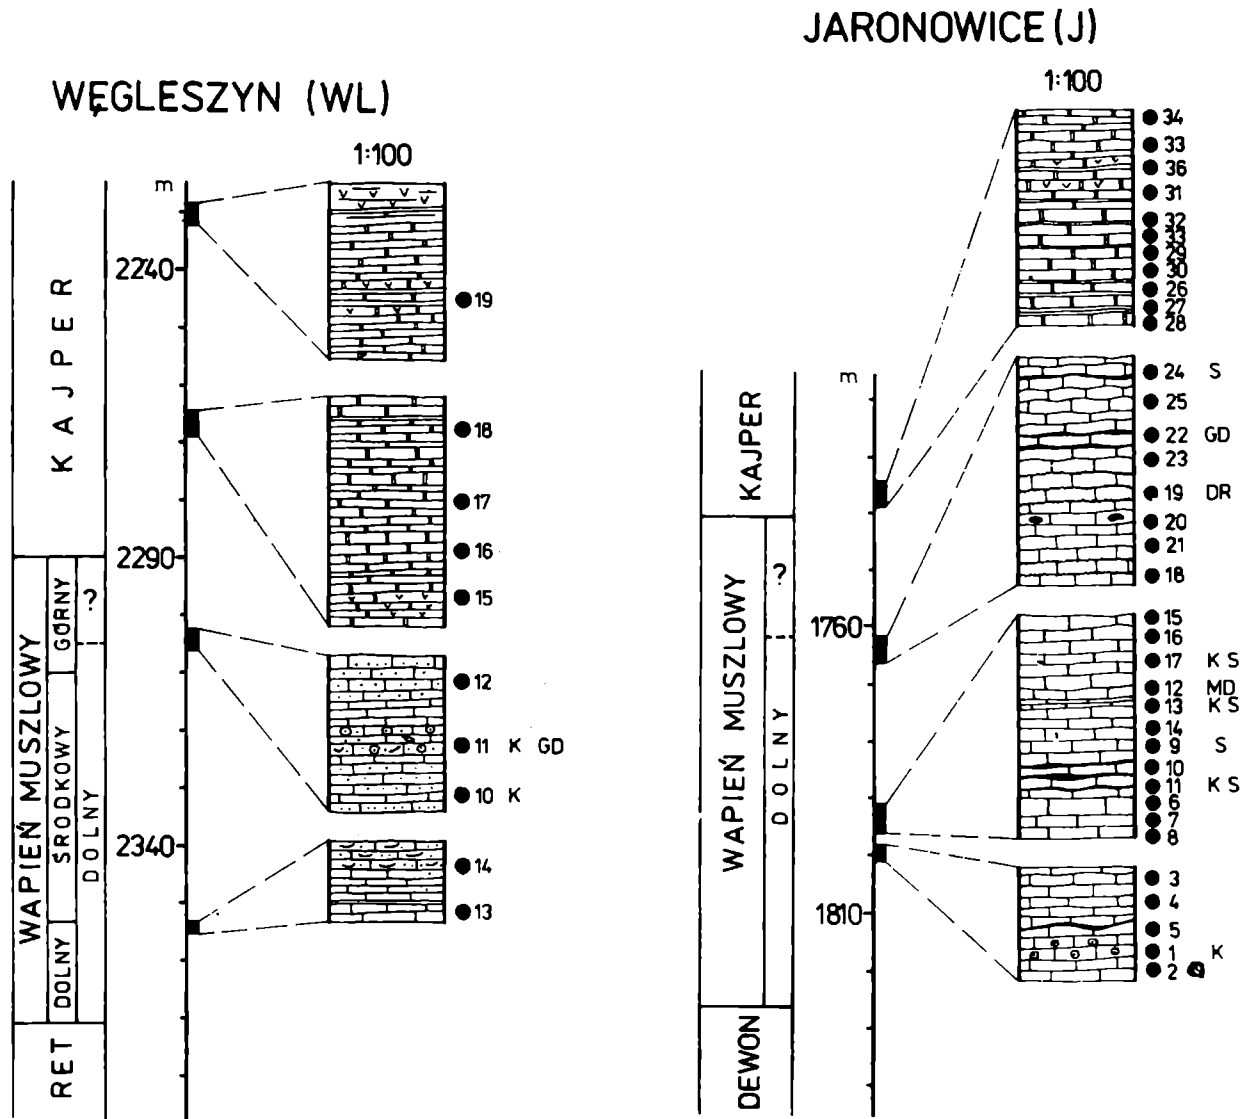 WĘGLESZYN (WL)
1:100
m
2240
2290
2340
KAJPER
WAPIEŃ MUSZLOWY
GÓRNY
ŚRODKOWY
DOLNY
?
DOLNY
RET
19
18
17
16
15
12
11 K GD
10 K
14
13
JARONOWICE (J)
1:100
m
1760
1810
KAJPER
WAPIEŃ MUSZLOWY
?
DOLNY
DEWON
34
33
36
31
32
33
29
30
26
27
28
24 S
25
22 GD
23
19 DR
20
21
18
15
16
17 K S
12 MD
13 K S
14
9 S
10
11 K S
6
7
8
3
4
5
1 K
2